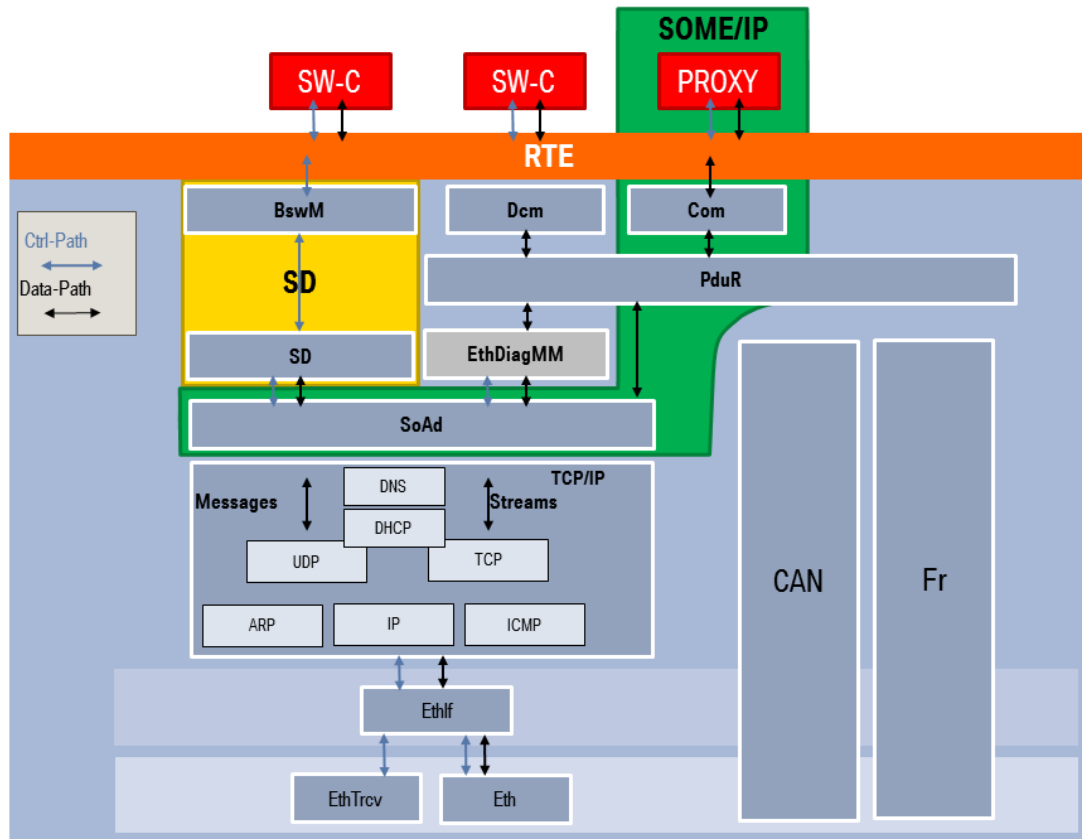 SOME/IP
SW-C
SW-C
PROXY
RTE
BswM
Dcm
Com
Ctrl-Path
Data-Path
SD
PduR
SD
EthDiagMM
SoAd
TCP/IP
DNS
Messages
Streams
DHCP
UDP
TCP
CAN
Fr
ARP
IP
ICMP
EthIf
EthTrcv
Eth